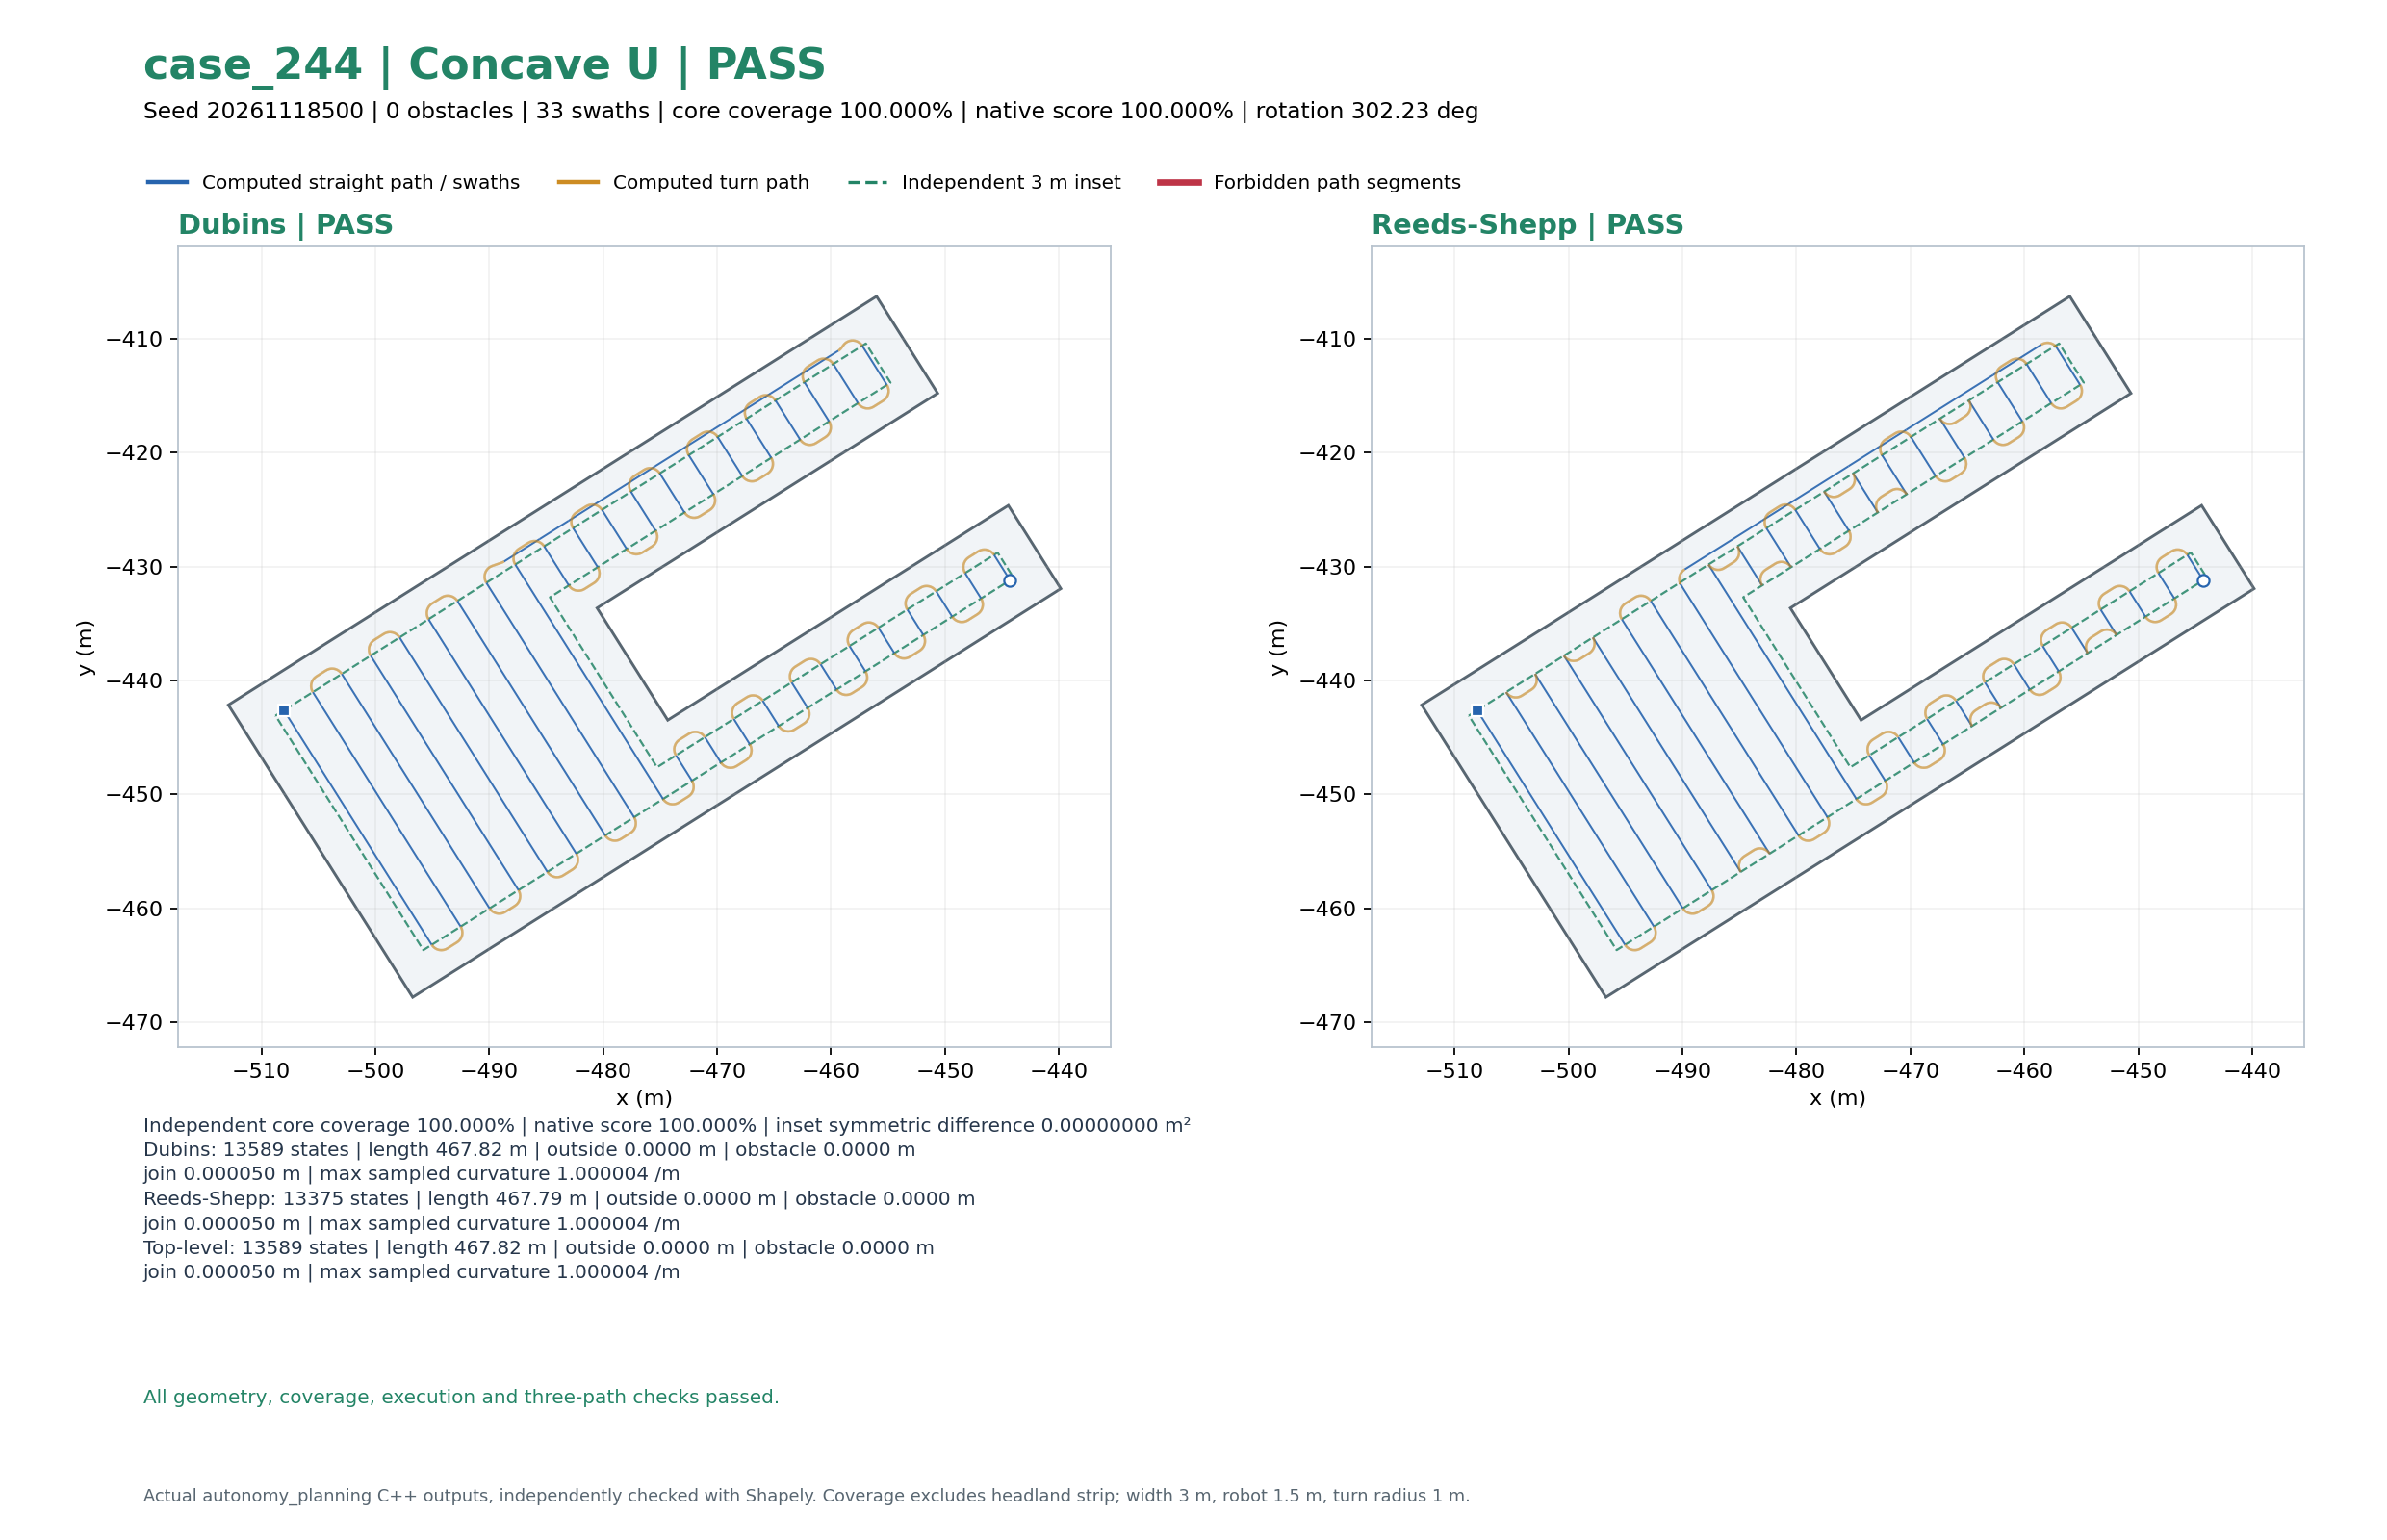 case_244 | Concave U | PASS
Seed 20261118500 | 0 obstacles | 33 swaths | core coverage 100.000% | native score 100.000% | rotation 302.23 deg
Computed straight path / swaths
Computed turn path
Independent 3 m inset
Forbidden path segments
Dubins | PASS
−410
−420
−430
−440
−450
−460
−470
y (m)
−510
−500
−490
−480
−470
−460
−450
−440
x (m)
Reeds-Shepp | PASS
−410
−420
−430
−440
−450
−460
−470
y (m)
−510
−500
−490
−480
−470
−460
−450
−440
x (m)
Independent core coverage 100.000% | native score 100.000% | inset symmetric difference 0.00000000 m²
Dubins: 13589 states | length 467.82 m | outside 0.0000 m | obstacle 0.0000 m
join 0.000050 m | max sampled curvature 1.000004 /m
Reeds-Shepp: 13375 states | length 467.79 m | outside 0.0000 m | obstacle 0.0000 m
join 0.000050 m | max sampled curvature 1.000004 /m
Top-level: 13589 states | length 467.82 m | outside 0.0000 m | obstacle 0.0000 m
join 0.000050 m | max sampled curvature 1.000004 /m
All geometry, coverage, execution and three-path checks passed.
Actual autonomy_planning C++ outputs, independently checked with Shapely. Coverage excludes headland strip; width 3 m, robot 1.5 m, turn radius 1 m.